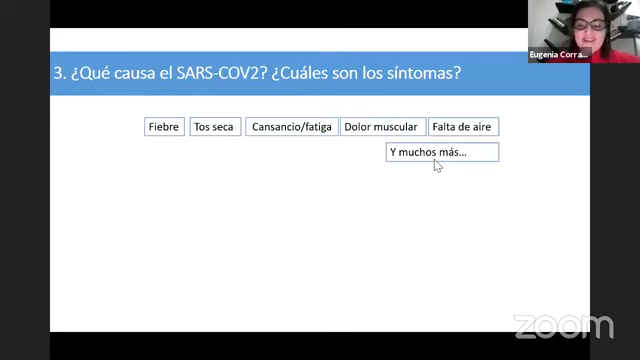 Eugenia Corra...
3. ¿Qué causa el SARS-COV2? ¿Cuáles son los síntomas?
Fiebre Tos seca Cansancio/fatiga Dolor muscular Falta de aire
Y muchos más...
zoom